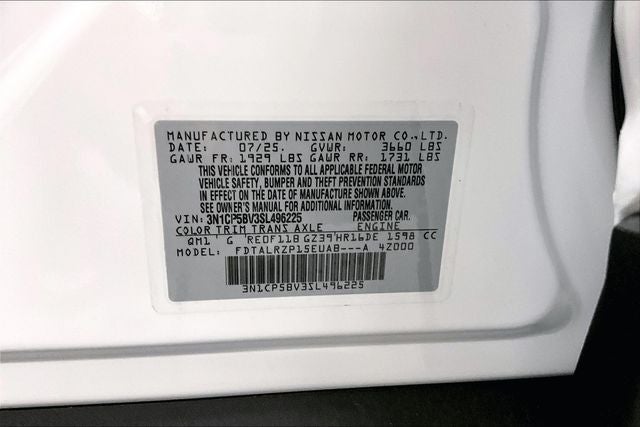 MANUFACTURED BY NISSAN MOTOR CO., LTD.
DATE: 07/25. GVWR: 3660 LBS
GAWR FR: 1929 LBS GAWR RR: 1731 LBS
THIS VEHICLE CONFORMS TO ALL APPLICABLE FEDERAL MOTOR
VEHICLE SAFETY, BUMPER AND THEFT PREVENTION STANDARDS
IN EFFECT ON THE DATE OF MANUFACTURE SHOWN ABOVE.
SEE OWNER'S MANUAL FOR ADDITIONAL INFORMATION.
VIN: 3N1CP5BV3SL496225 PASSENGER CAR.
COLOR TRIM TRANS AXLE ENGINE
QM1 ' G ' RE0F11B GZ39'HR16DE 1598 CC
MODEL: FDTALRZP15EUAB---A 4Z000
3N1CP5BV3SL496225